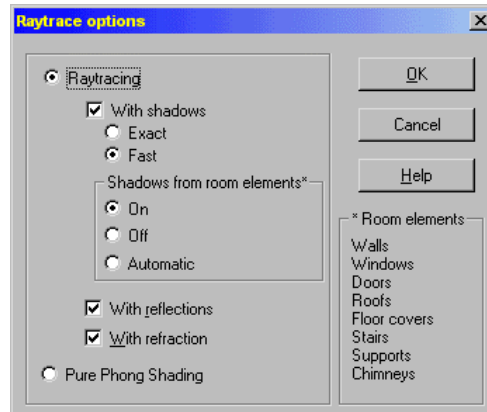 Raytrace options
Raytracing
With shadows
Exact
Fast
Shadows from room elements*
On
Off
Automatic
With reflections
With refraction
Pure Phong Shading
OK
Cancel
Help
* Room elements
Walls
Windows
Doors
Roofs
Floor covers
Stairs
Supports
Chimneys